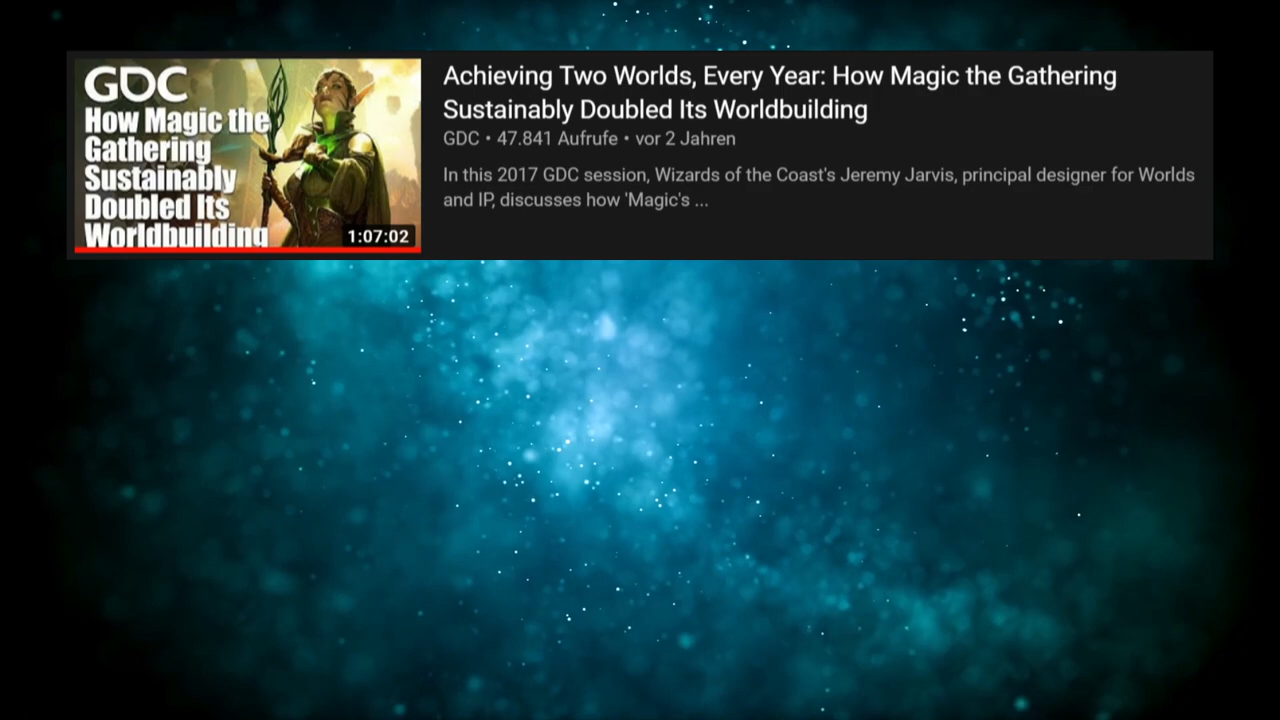 GDC
How Magic the
Gathering
Sustainably
Doubled Its
Worldbuilding
1:07:02
Achieving Two Worlds, Every Year: How Magic the Gathering
Sustainably Doubled Its Worldbuilding
GDC • 47.841 Aufrufe • vor 2 Jahren
In this 2017 GDC session, Wizards of the Coast's Jeremy Jarvis, principal designer for Worlds
and IP, discusses how 'Magic's ...